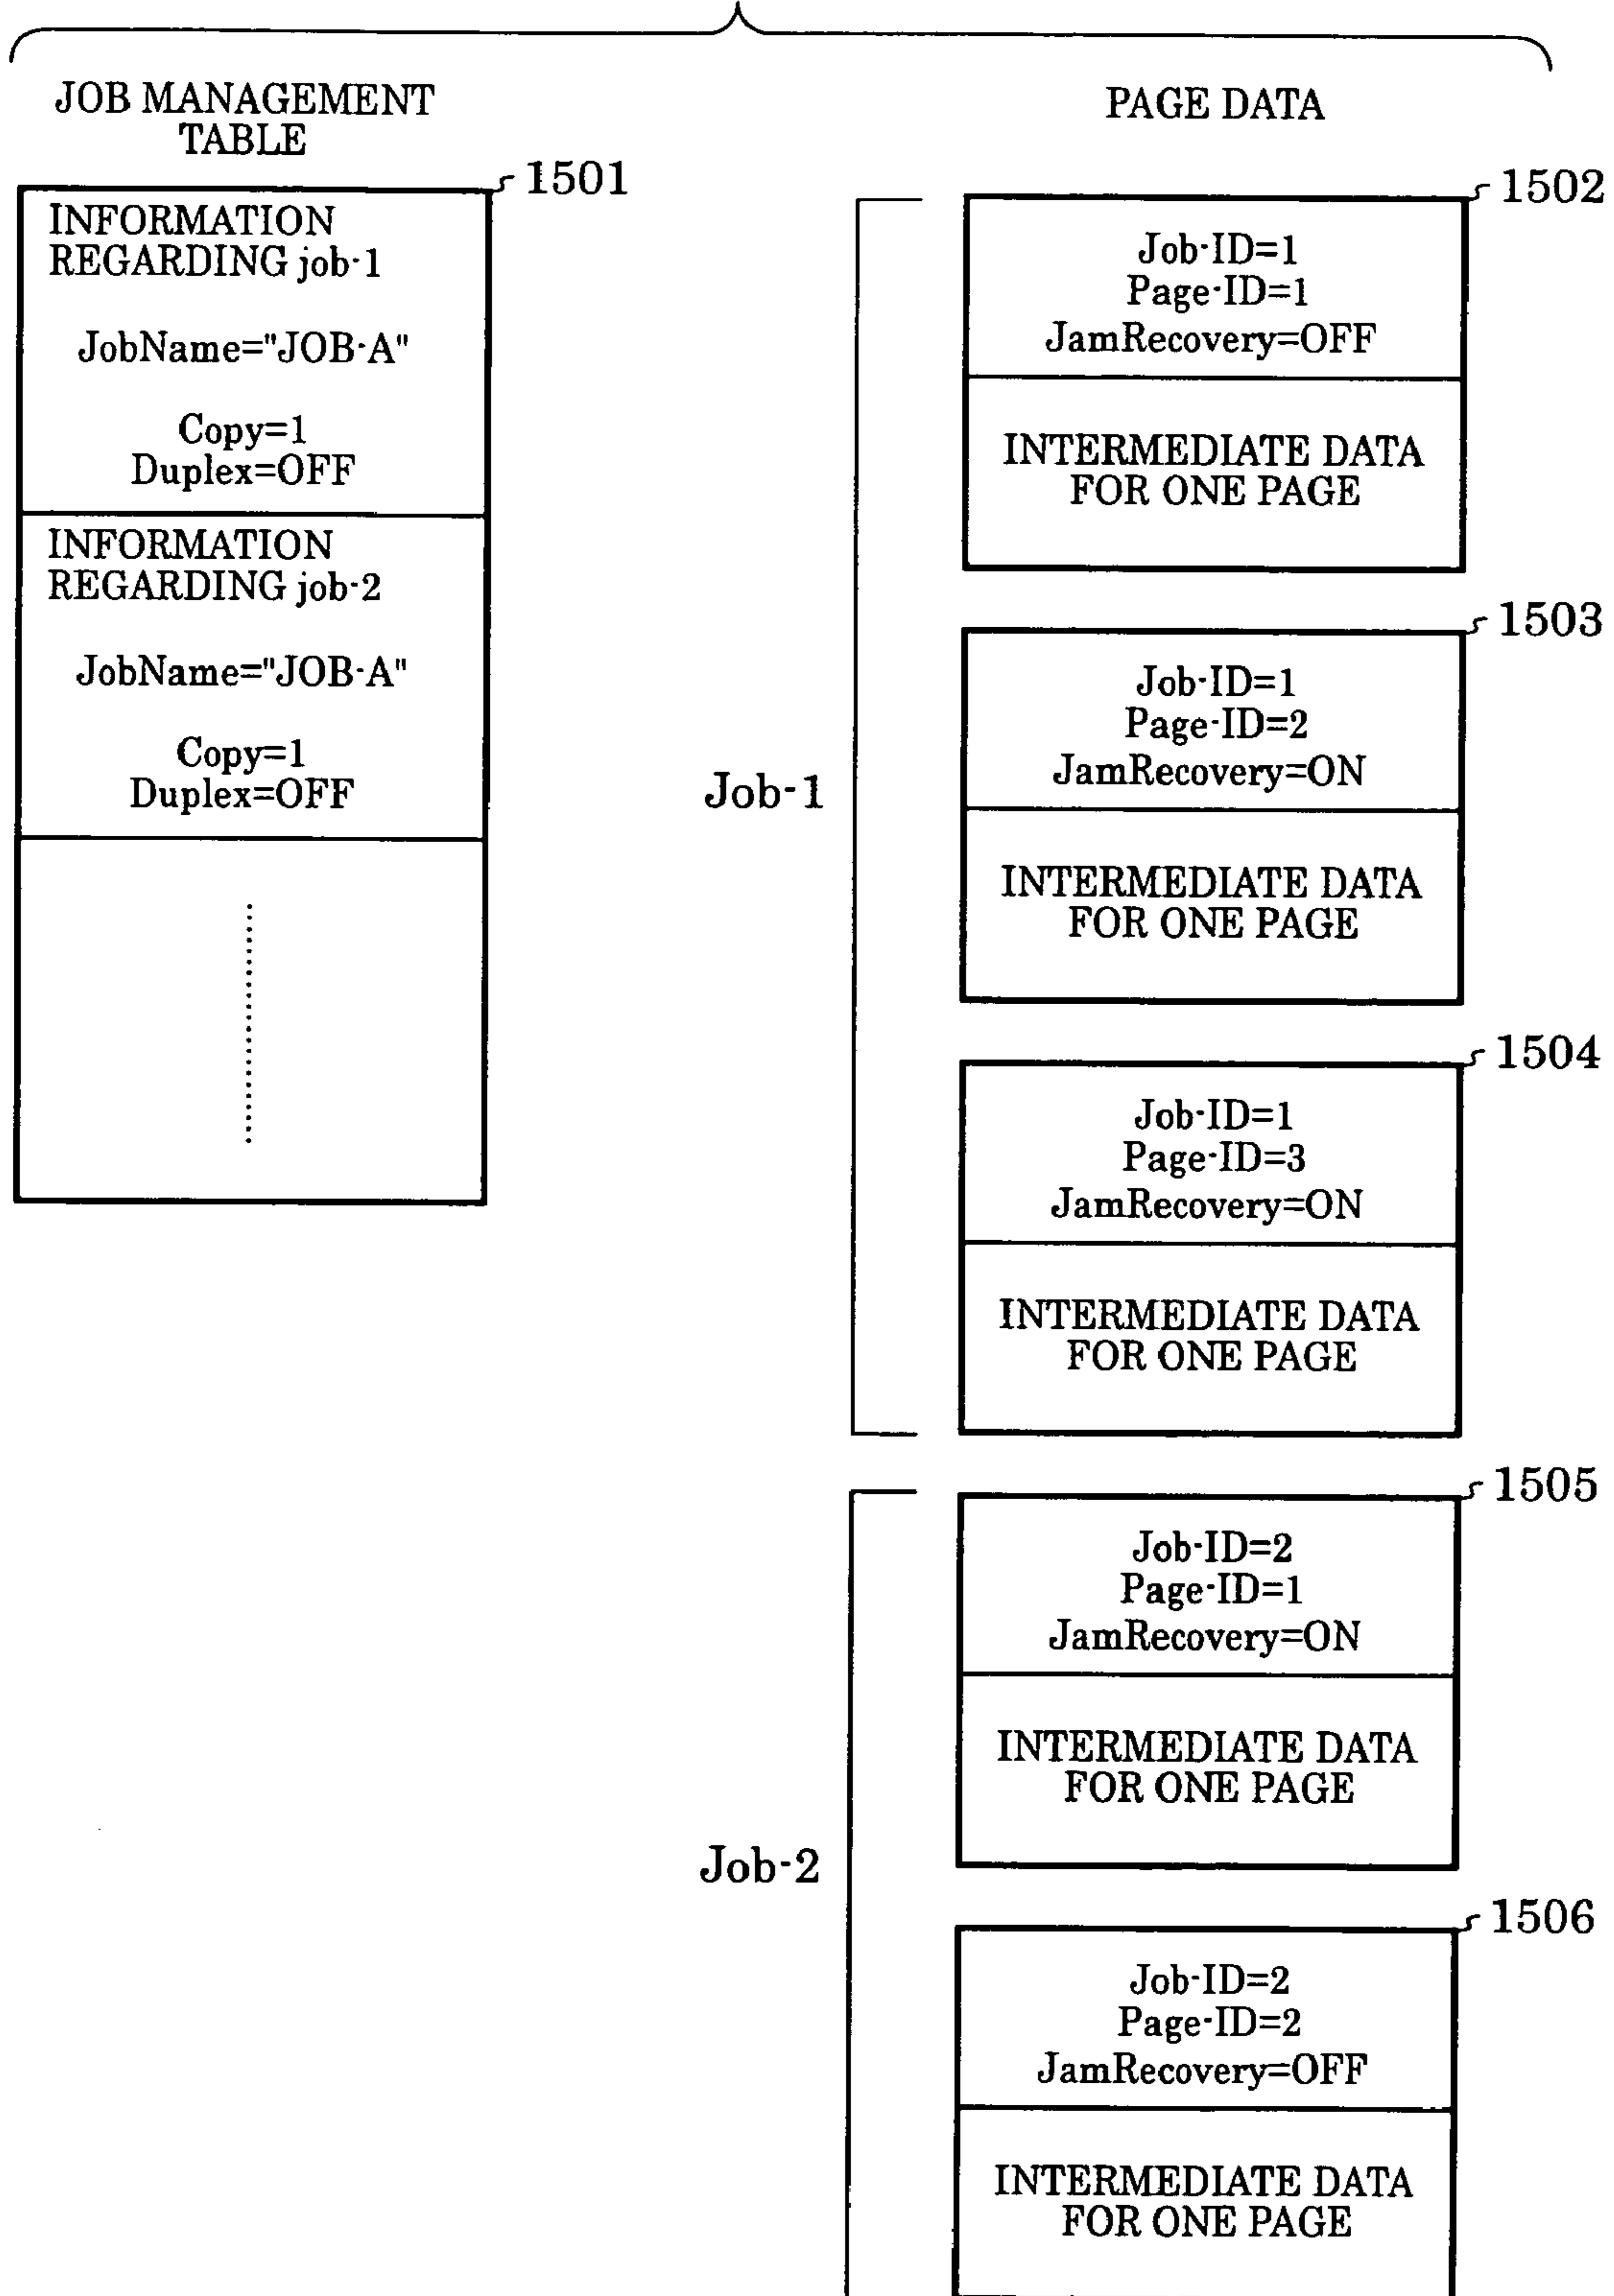 JOB MANAGEMENT
TABLE
1501
INFORMATION
REGARDING job-1
JobName="JOB-A"
Copy=1
Duplex=OFF
INFORMATION
REGARDING job-2
JobName="JOB-A"
Copy=1
Duplex=OFF
PAGE DATA
Job-1
1502
Job-ID=1
Page-ID=1
JamRecovery=OFF
INTERMEDIATE DATA
FOR ONE PAGE
1503
Job-ID=1
Page-ID=2
JamRecovery=ON
INTERMEDIATE DATA
FOR ONE PAGE
1504
Job-ID=1
Page-ID=3
JamRecovery=ON
INTERMEDIATE DATA
FOR ONE PAGE
Job-2
1505
Job-ID=2
Page-ID=1
JamRecovery=ON
INTERMEDIATE DATA
FOR ONE PAGE
1506
Job-ID=2
Page-ID=2
JamRecovery=OFF
INTERMEDIATE DATA
FOR ONE PAGE